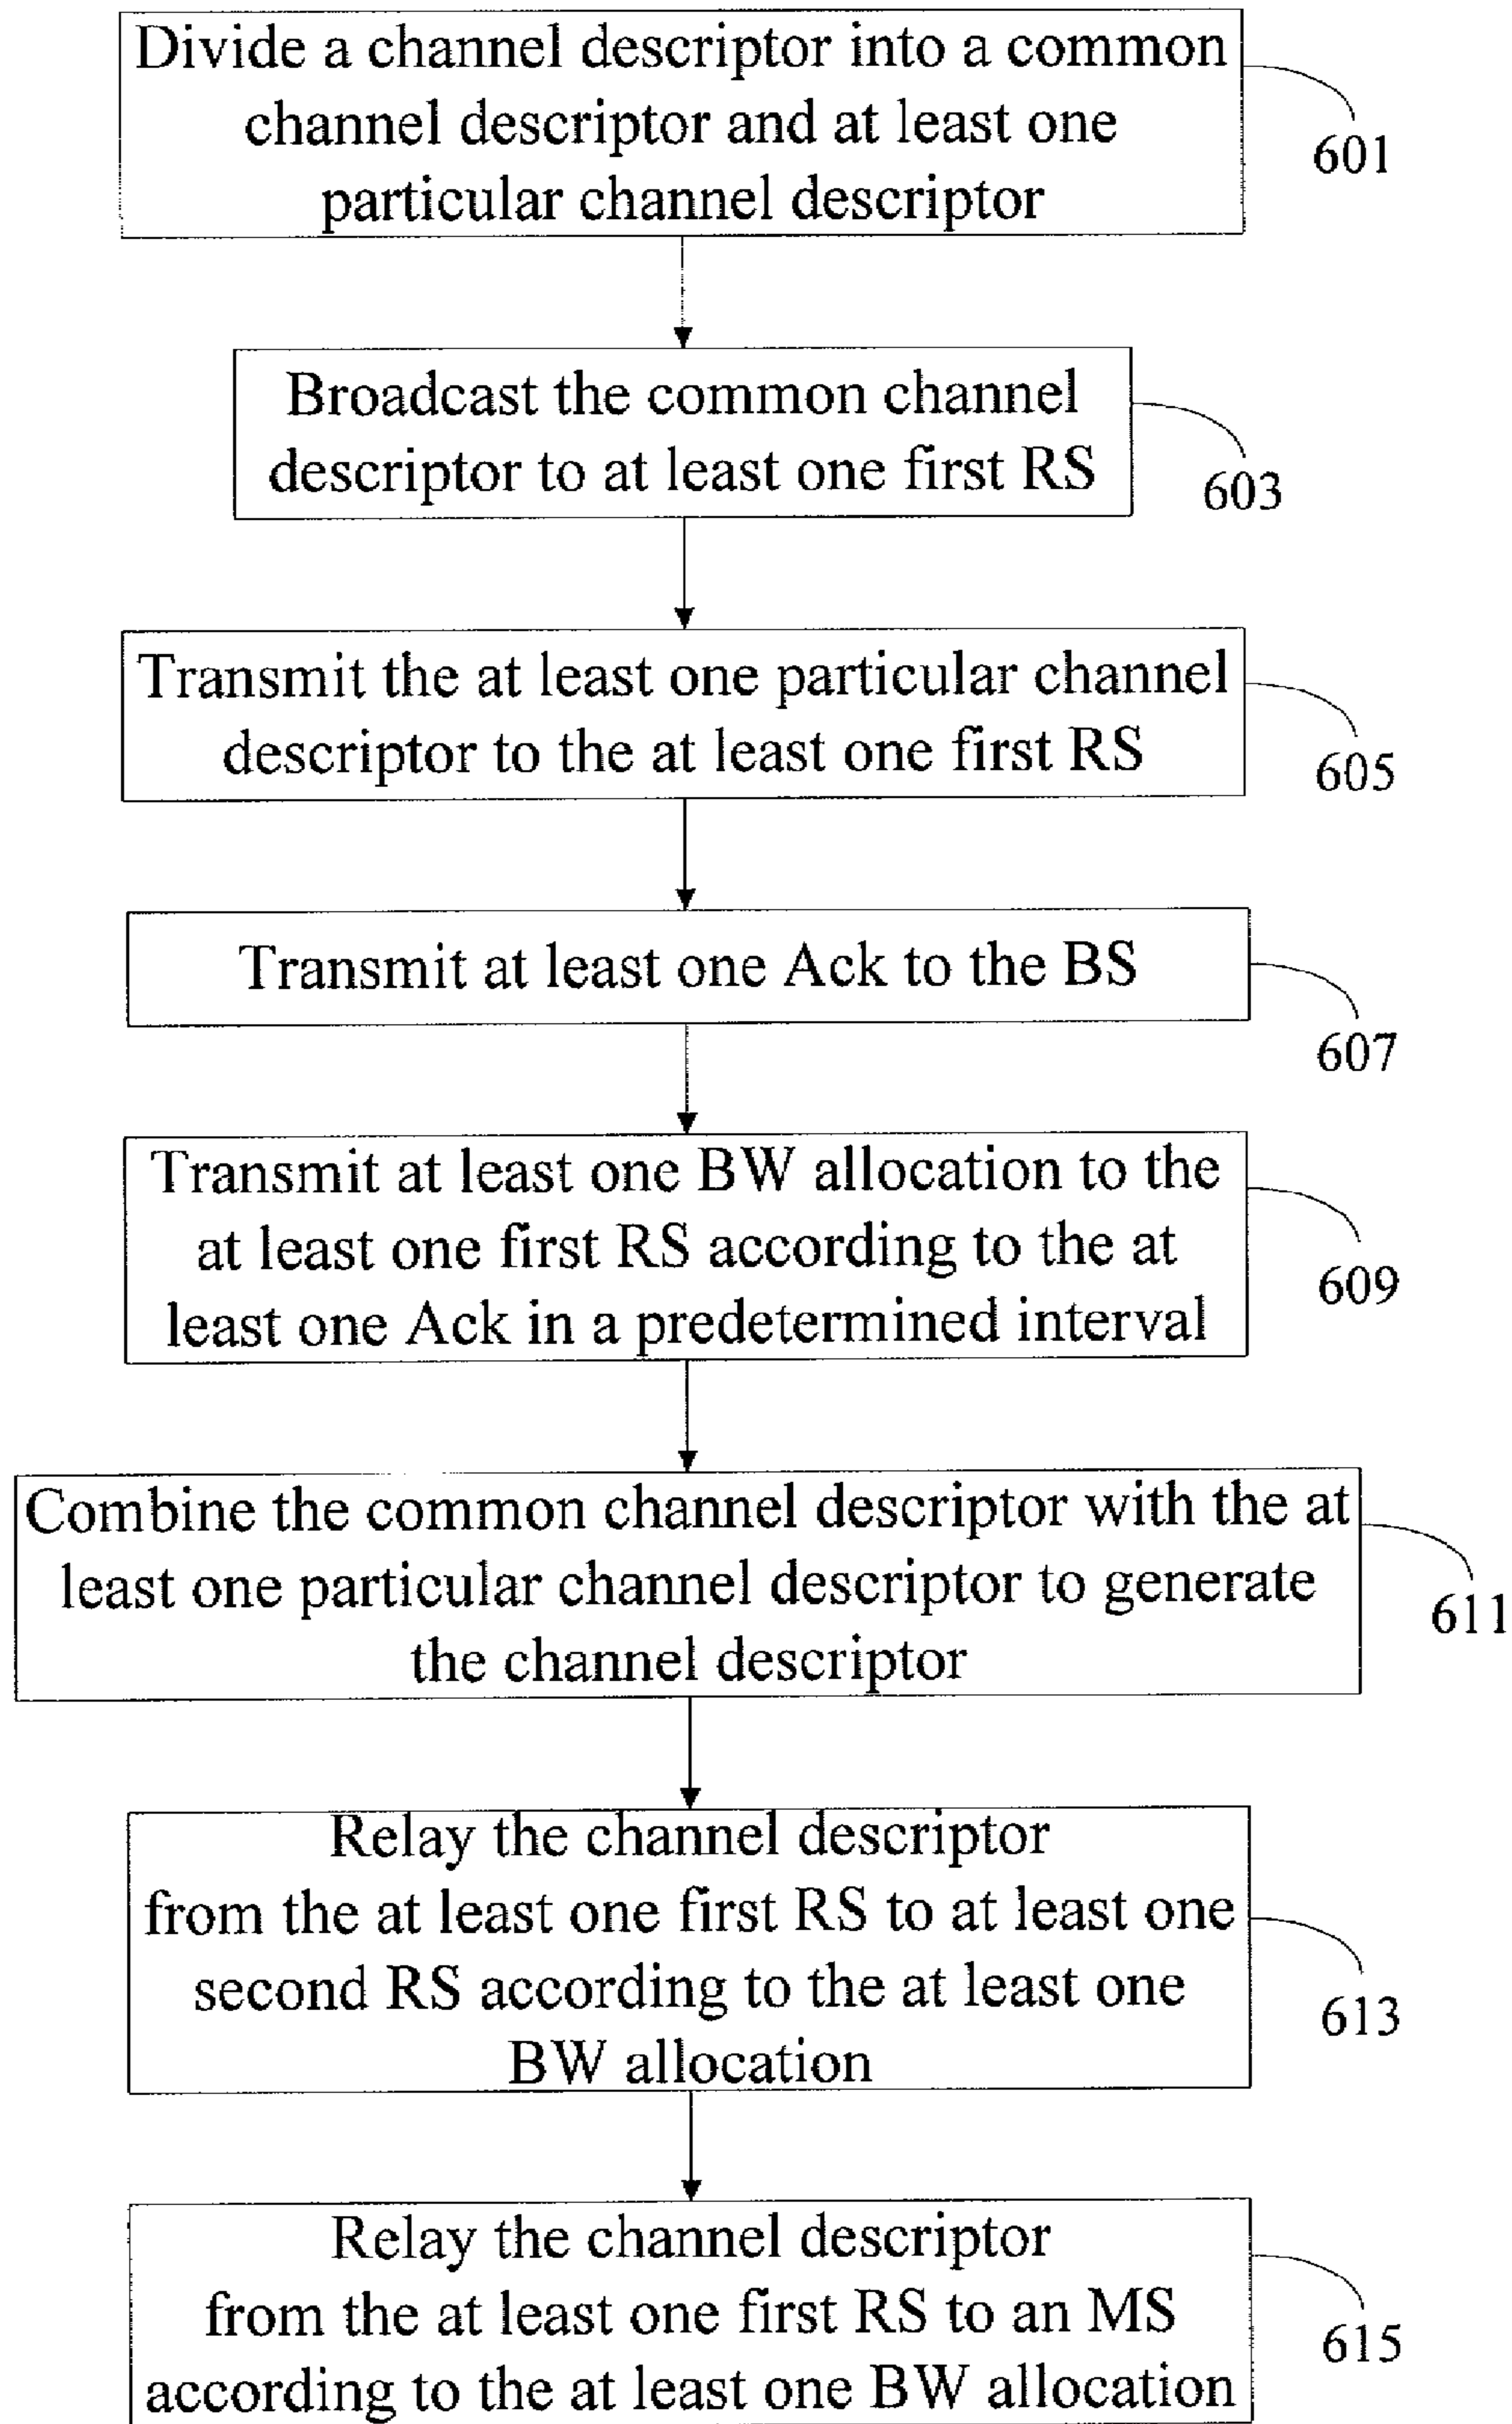 Divide a channel descriptor into a common
channel descriptor and at least one
particular channel descriptor
601
Broadcast the common channel
descriptor to at least one first RS
603
Transmit the at least one particular channel
descriptor to the at least one first RS
605
Transmit at least one Ack to the BS
607
Transmit at least one BW allocation to the
at least one first RS according to the at
least one Ack in a predetermined interval
609
Combine the common channel descriptor with the at
least one particular channel descriptor to generate
the channel descriptor
611
Relay the channel descriptor
from the at least one first RS to at least one
second RS according to the at least one
BW allocation
613
Relay the channel descriptor
from the at least one first RS to an MS
according to the at least one BW allocation
615